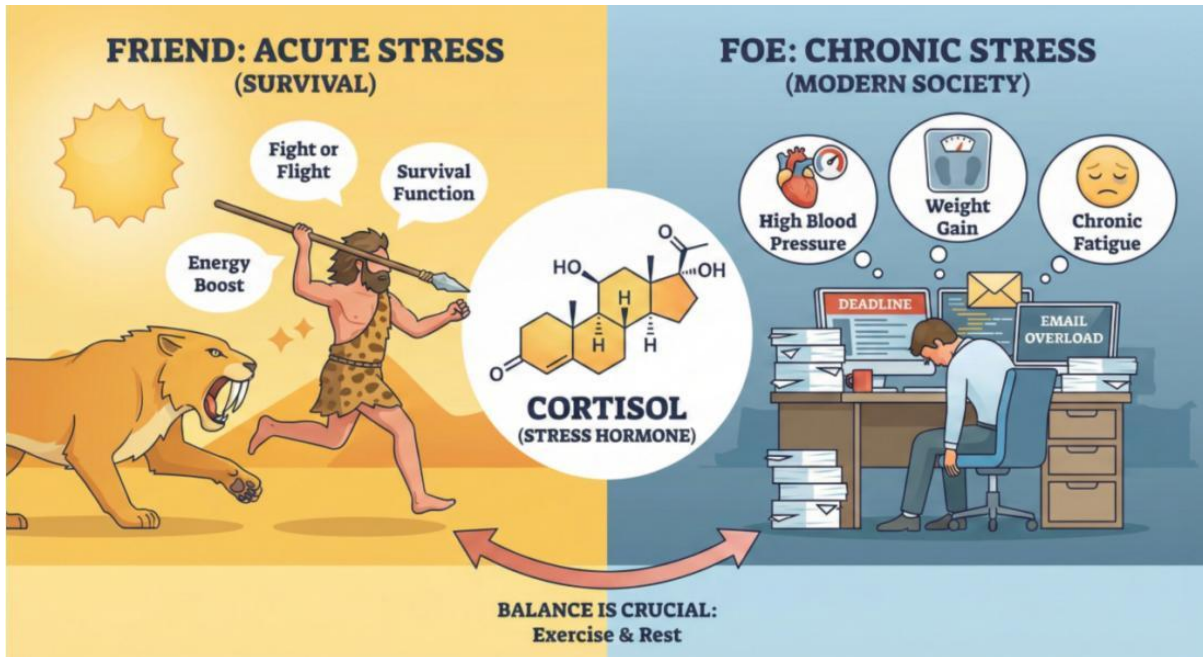 FRIEND: ACUTE STRESS
(SURVIVAL)
Fight or
Flight
Survival
Function
Energy
Boost
HO
O
OH
H
H
H
O
CORTISOL
(STRESS HORMONE)
FOE: CHRONIC STRESS
(MODERN SOCIETY)
High Blood
Pressure
Weight
Gain
Chronic
Fatigue
DEADLINE
EMAIL
OVERLOAD
BALANCE IS CRUCIAL:
Exercise & Rest